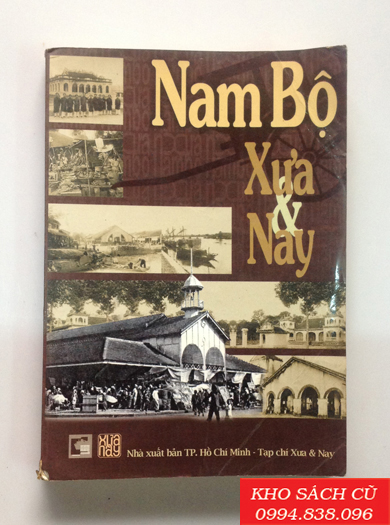 Nam Bộ
Xưa
&
Nay
Xưa
nay
Nhà xuất bản TP. Hồ Chí Minh - Tạp chí Xưa & Nay
KHO SÁCH CŨ
0994.838.096